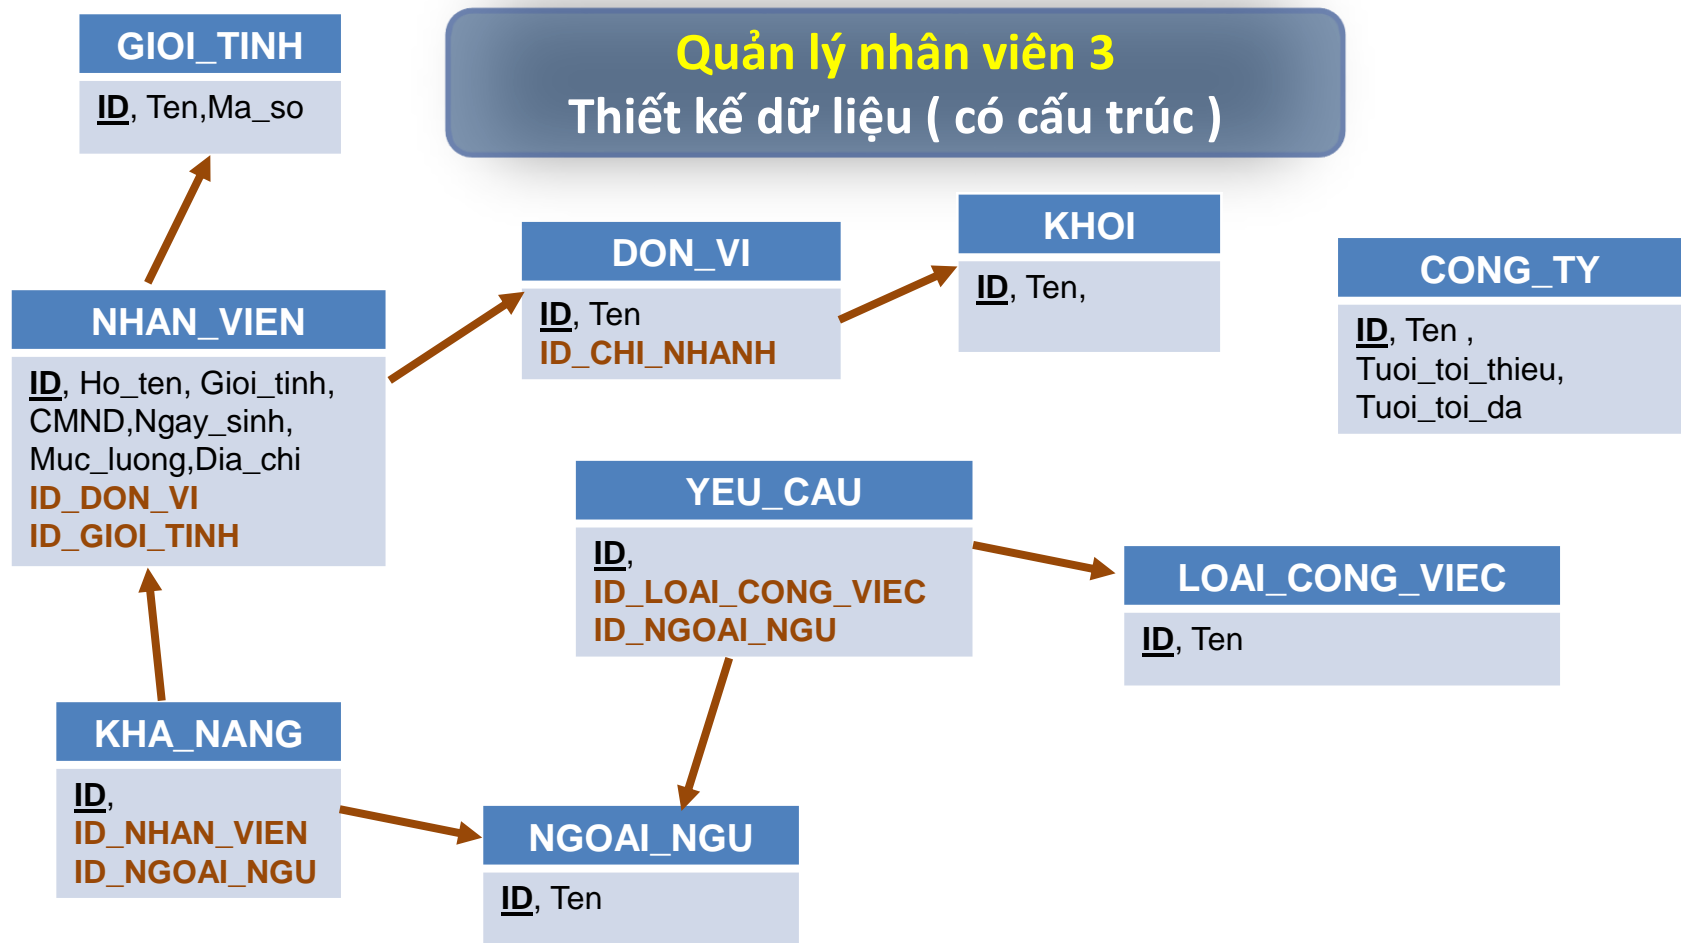 Quản lý nhân viên 3
Thiết kế dữ liệu ( có cấu trúc )
GIOI_TINH
ID, Ten,Ma_so
NHAN_VIEN
ID, Ho_ten, Gioi_tinh,
CMND,Ngay_sinh,
Muc_luong,Dia_chi
ID_DON_VI
ID_GIOI_TINH
DON_VI
ID, Ten
ID_CHI_NHANH
KHOI
ID, Ten,
CONG_TY
ID, Ten ,
Tuoi_toi_thieu,
Tuoi_toi_da
YEU_CAU
ID,
ID_LOAI_CONG_VIEC
ID_NGOAI_NGU
LOAI_CONG_VIEC
ID, Ten
KHA_NANG
ID,
ID_NHAN_VIEN
ID_NGOAI_NGU
NGOAI_NGU
ID, Ten